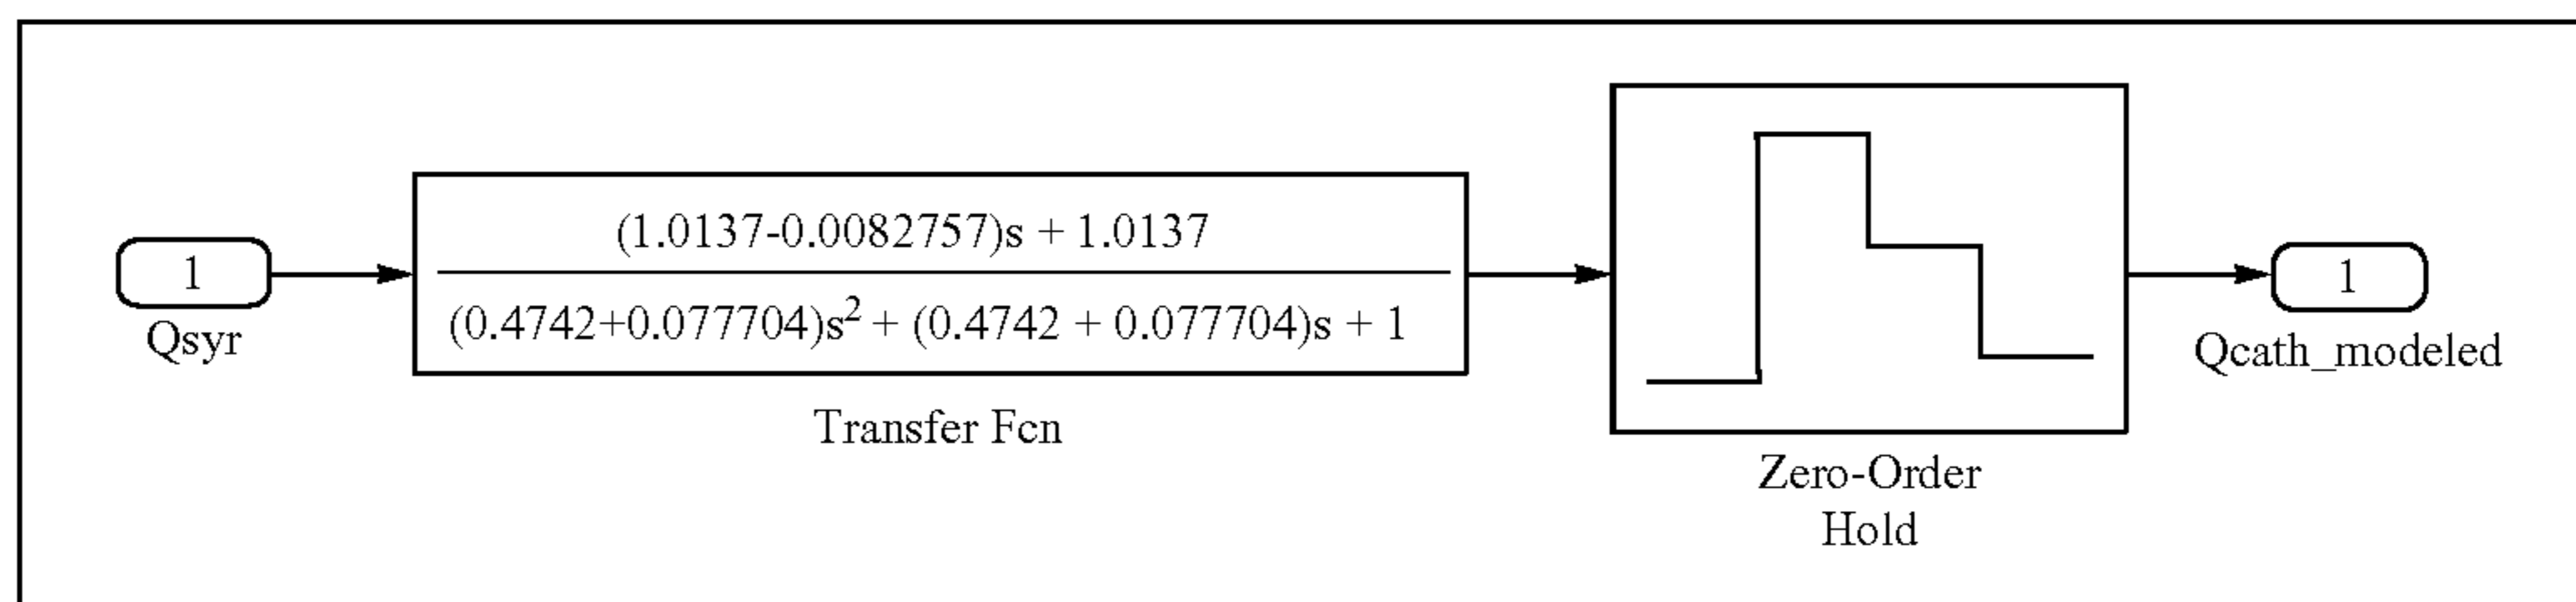 1
Qsyr
(1.0137-0.0082757)s + 1.0137
(0.4742+0.077704)s² + (0.4742 + 0.077704)s + 1
Transfer Fcn
Zero-Order
Hold
1
Qcath_modeled